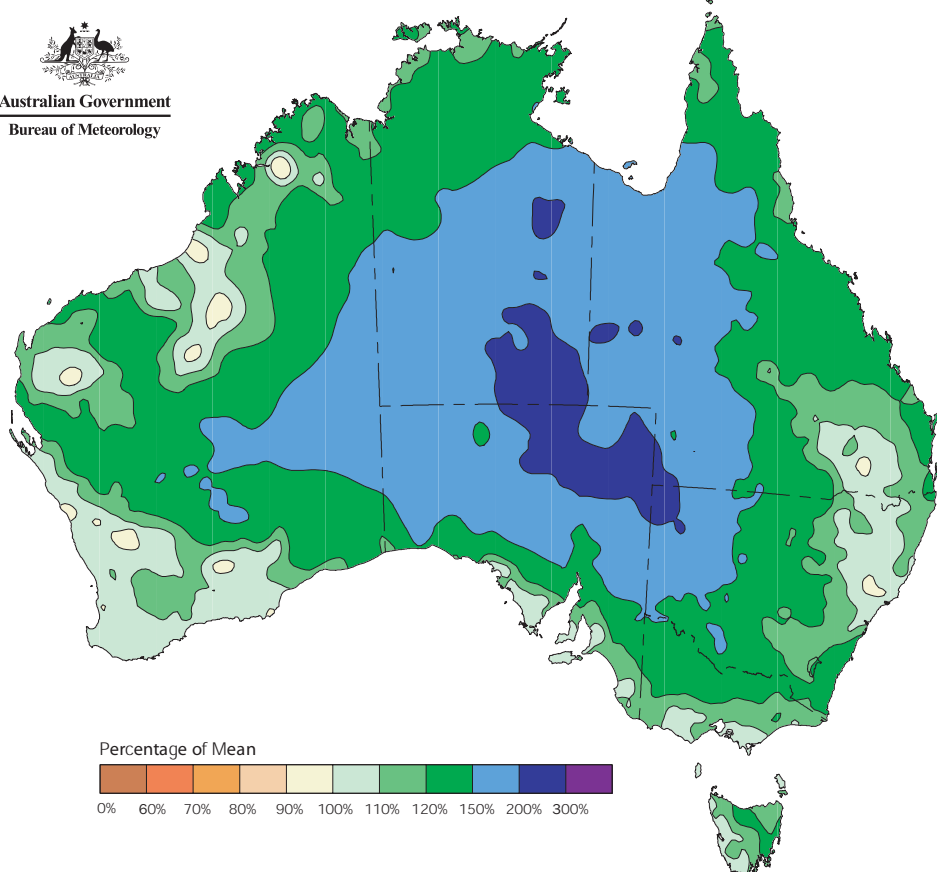 AUSTRALIA
Australian Government
Bureau of Meteorology
Percentage of Mean
0% 60% 70% 80% 90% 100% 110% 120% 150% 200% 300%